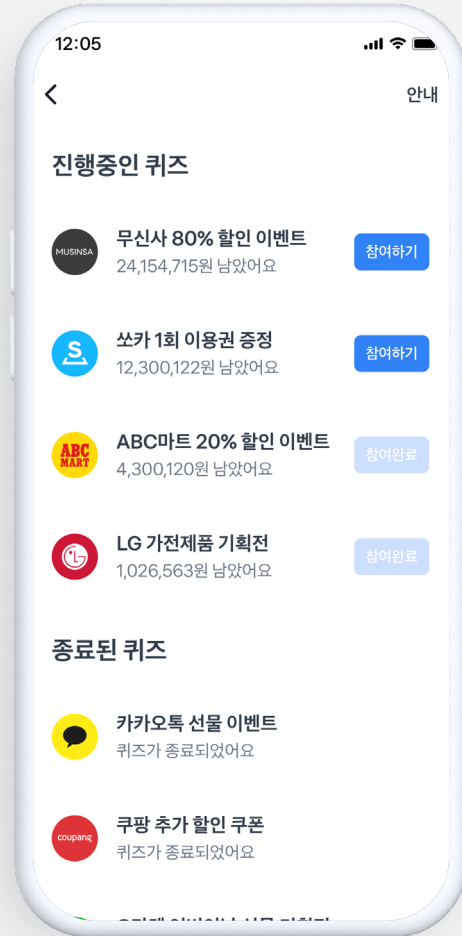 12:05
안내
진행중인 퀴즈
MUSINSA
무신사 80% 할인 이벤트
24,154,715원 남았어요
참여하기
S
쏘카 1회 이용권 증정
12,300,122원 남았어요
참여하기
ABC
MART
ABC마트 20% 할인 이벤트
4,300,120원 남았어요
참여완료
LG 가전제품 기획전
1,026,563원 남았어요
참여완료
종료된 퀴즈
카카오톡 선물 이벤트
퀴즈가 종료되었어요
coupang
쿠팡 추가 할인 쿠폰
퀴즈가 종료되었어요